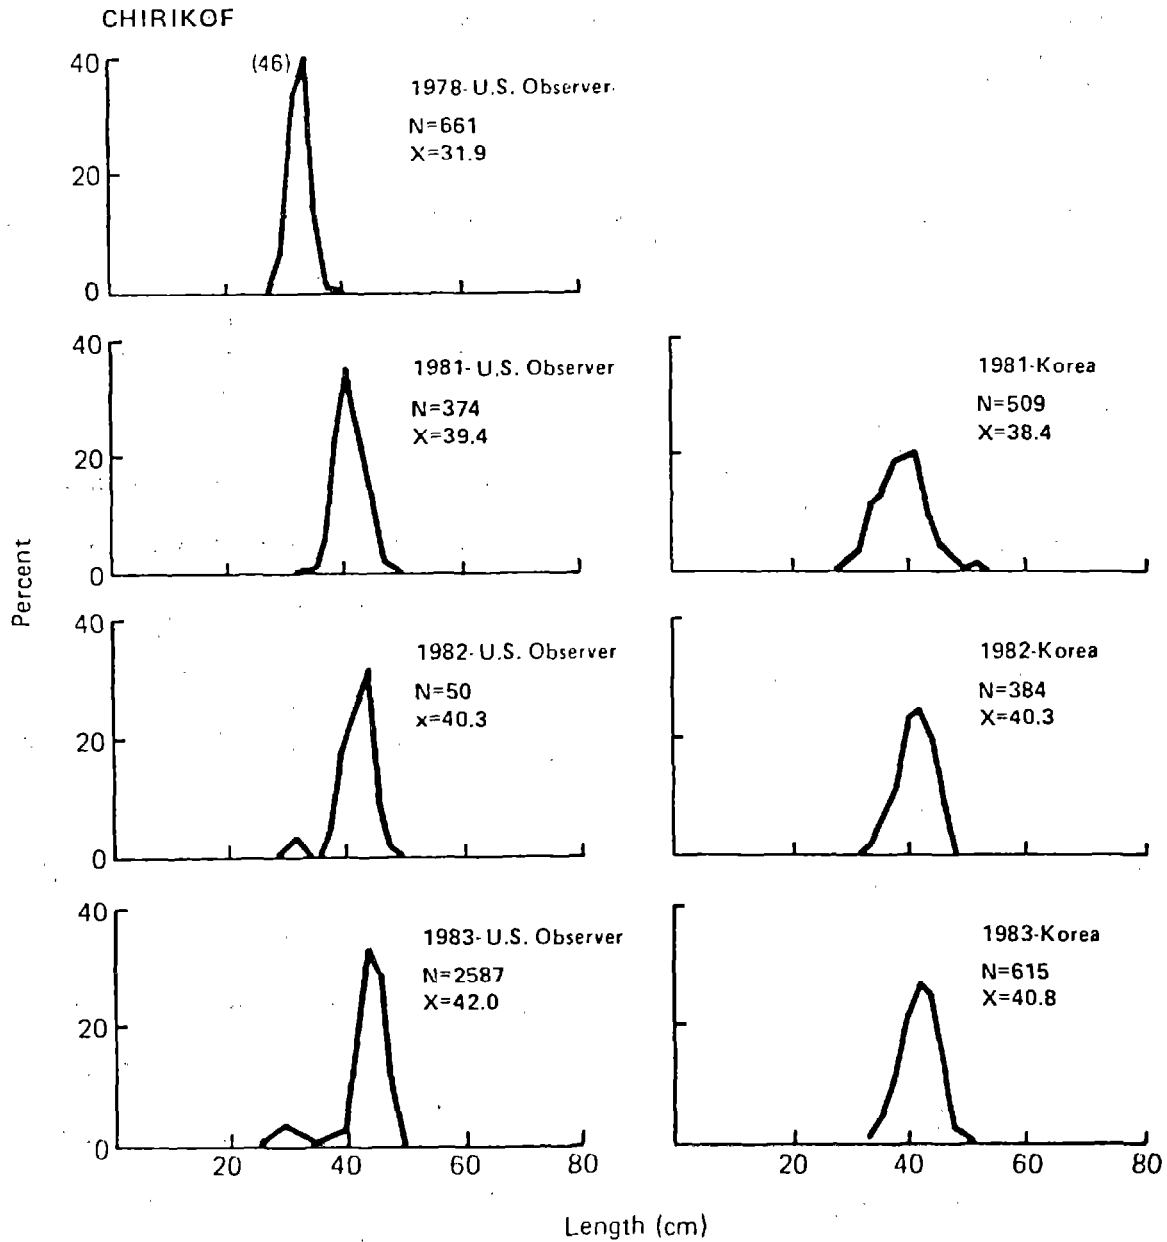 CHIRIKOF
40
(46)
1978- U.S. Observer
N=661
X=31.9
20
0
40
1981- U.S. Observer
N=374
X=39.4
20
0
1981-Korea
N=509
X=38.4
Percent
40
1982- U.S. Observer
N=50
x=40.3
20
0
1982-Korea
N=384
X=40.3
40
1983- U.S. Observer
N=2587
X=42.0
20
0
20 40 60 80
1983-Korea
N=615
X=40.8
20 40 60 80
Length (cm)